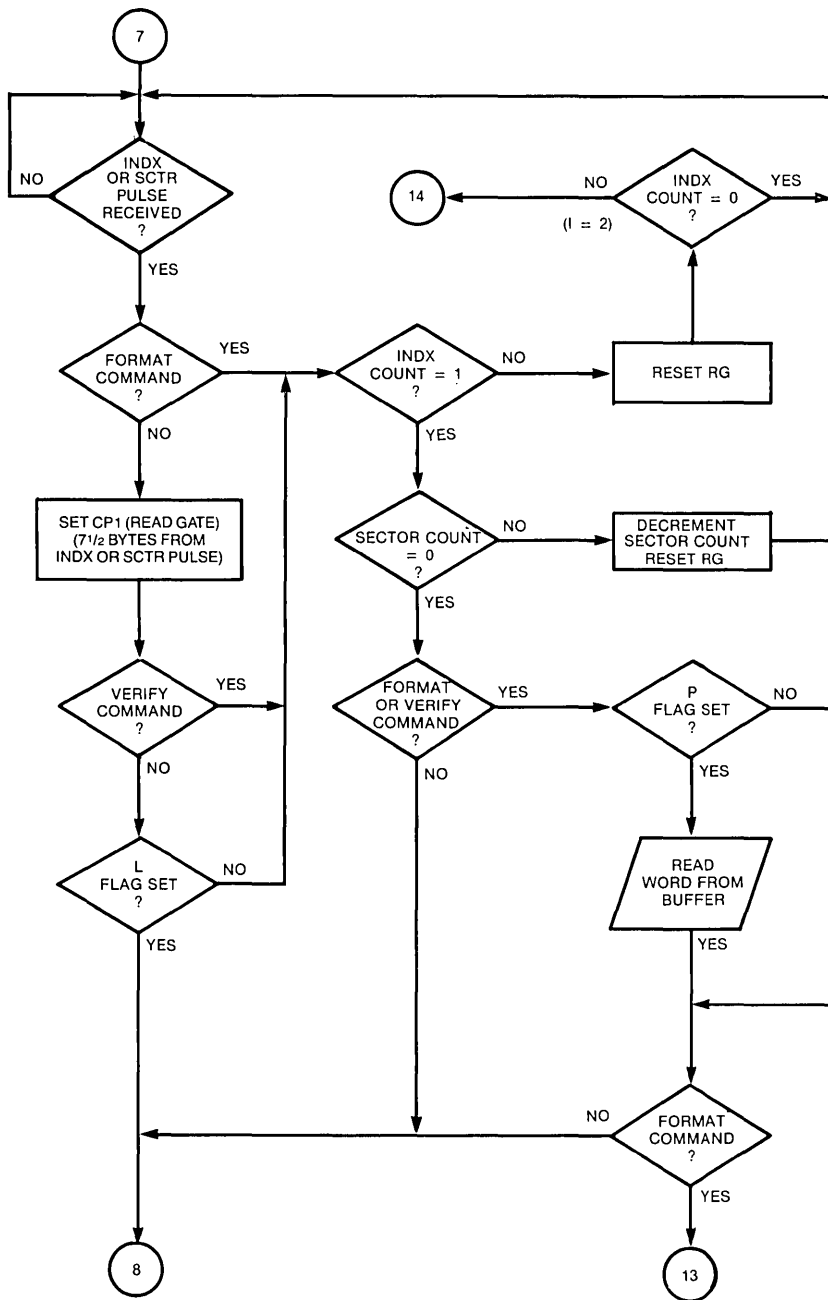 7
INDX
OR SCTR
PULSE
RECEIVED
?
NO
YES
14
NO
(I = 2)
INDX
COUNT = 0
?
YES
FORMAT
COMMAND
?
YES
NO
INDX
COUNT = 1
?
NO
YES
RESET RG
SET CP1 (READ GATE)
(7 1/2 BYTES FROM
INDX OR SCTR PULSE)
SECTOR COUNT
= 0
?
NO
YES
DECREMENT
SECTOR COUNT
RESET RG
VERIFY
COMMAND
?
YES
NO
FORMAT
OR VERIFY
COMMAND
?
YES
NO
P
FLAG SET
?
NO
YES
L
FLAG SET
?
NO
YES
READ
WORD FROM
BUFFER
YES
NO
FORMAT
COMMAND
?
YES
8
13